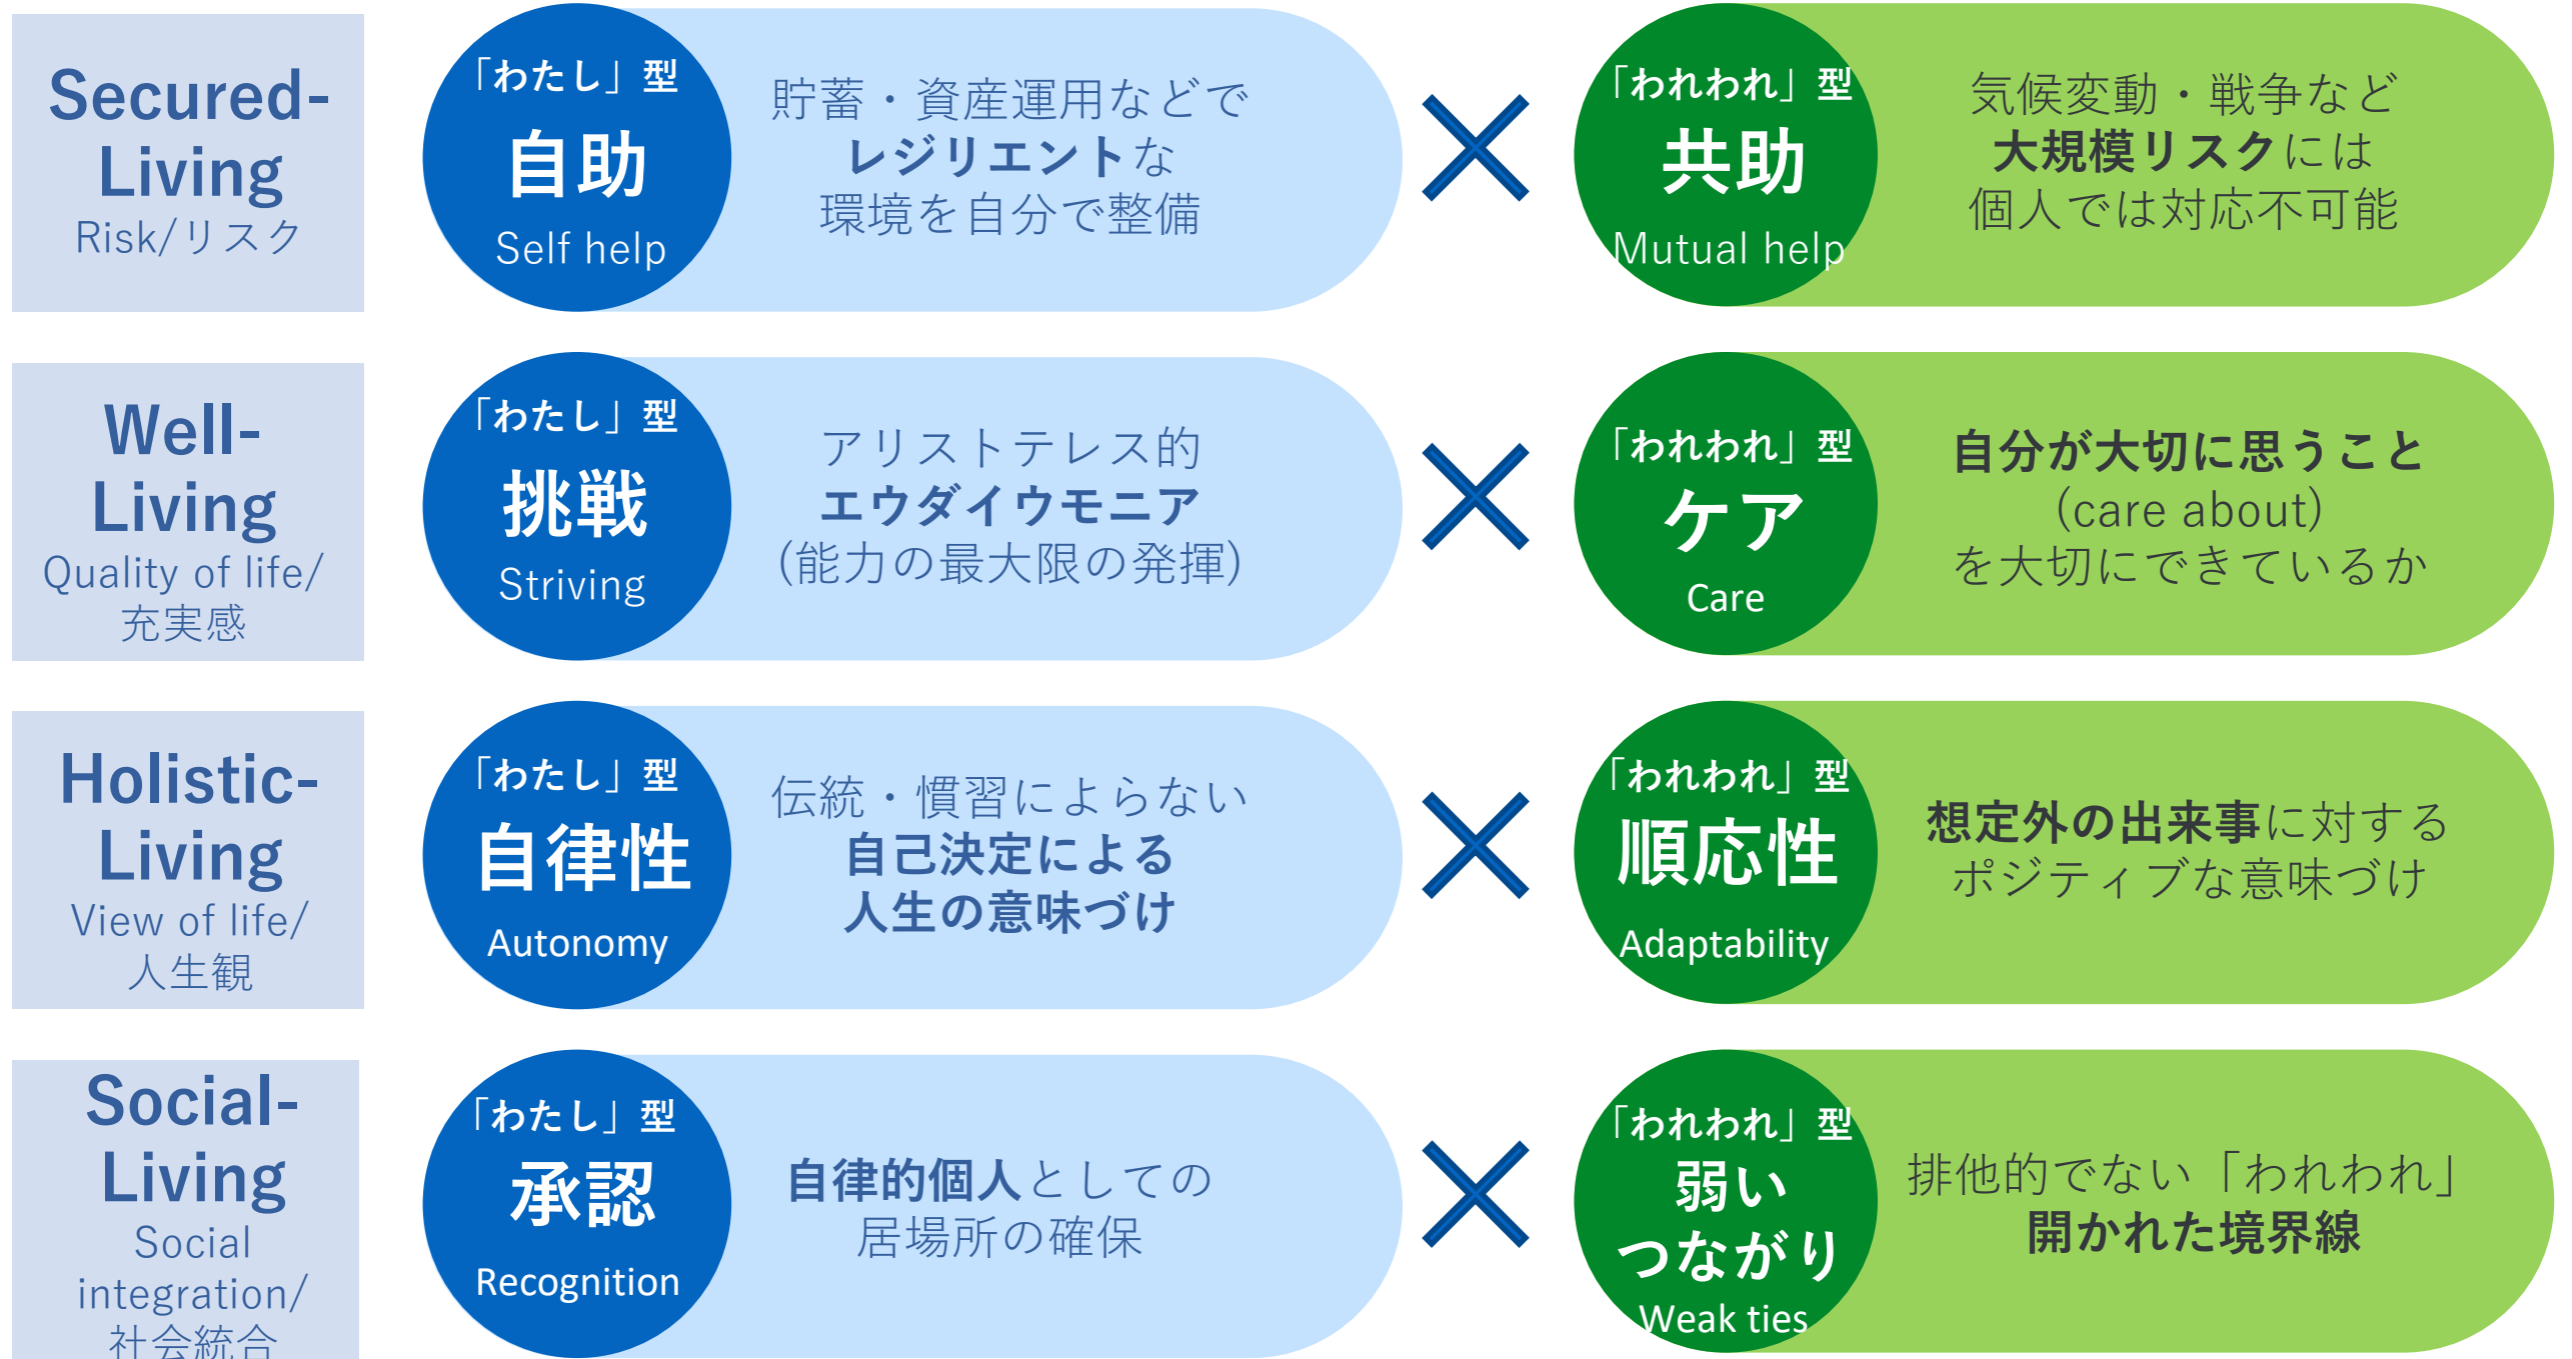 Secured-
Living
Risk/リスク
「わたし」型
自助
Self help
貯蓄・資産運用などで
レジリエントな
環境を自分で整備
「われわれ」型
共助
Mutual help
気候変動・戦争など
大規模リスクには
個人では対応不可能
Well-
Living
Quality of life/
充実感
「わたし」型
挑戦
Striving
アリストテレス的
エウダイウモニア
(能力の最大限の発揮)
「われわれ」型
ケア
Care
自分が大切に思うこと
(care about)
を大切にできているか
Holistic-
Living
View of life/
人生観
「わたし」型
自律性
Autonomy
伝統・慣習によらない
自己決定による
人生の意味づけ
「われわれ」型
順応性
Adaptability
想定外の出来事に対する
ポジティブな意味づけ
Social-
Living
Social
integration/
社会統合
「わたし」型
承認
Recognition
自律的個人としての
居場所の確保
「われわれ」型
弱い
つながり
Weak ties
排他的でない「われわれ」
開かれた境界線